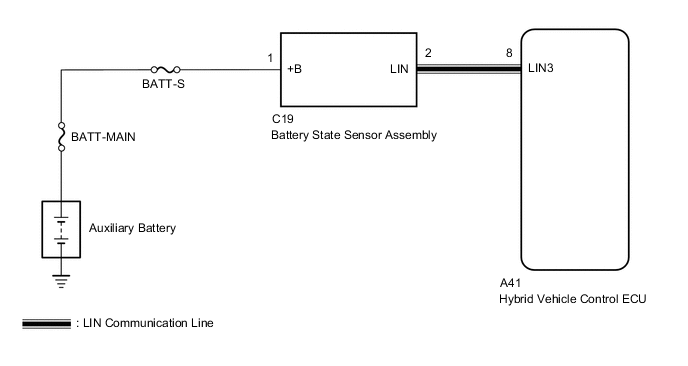 1
2
8
+B
LIN
LIN3
BATT-S
C19
Battery State Sensor Assembly
BATT-MAIN
Auxiliary Battery
A41
Hybrid Vehicle Control ECU
: LIN Communication Line